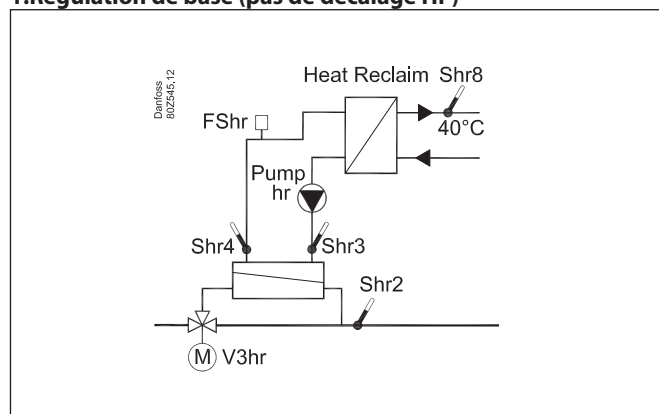 1.Régulation de base (pas de décalage HP)
Danfoss
80Z545.12
Heat Reclaim
Shr8
FShr
40°C
Pump
hr
Shr4
Shr3
Shr2
M
V3hr